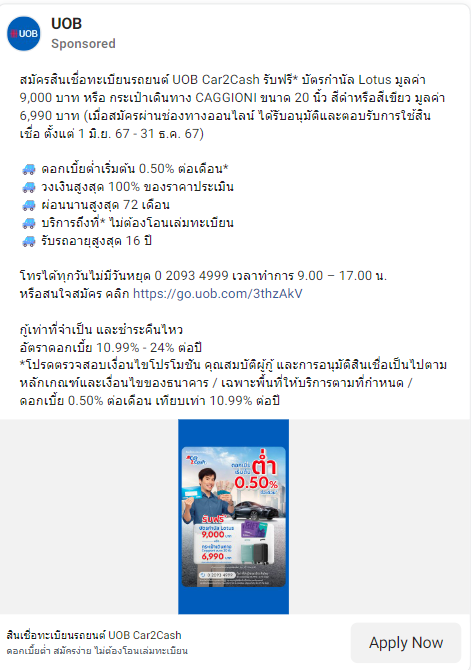 UOB
UOB
Sponsored
สมัครสินเชื่อทะเบียนรถยนต์ UOB Car2Cash รับฟรี* บัตรกำนัล Lotus มูลค่า
9,000 บาท หรือ กระเป๋าเดินทาง CAGGIONI ขนาด 20 นิ้ว สีดำหรือสีเขียว มูลค่า
6,990 บาท (เมื่อสมัครผ่านช่องทางออนไลน์ ได้รับอนุมัติและตอบรับการใช้สิน
เชื่อ ตั้งแต่ 1 มิ.ย. 67 - 31 ธ.ค. 67)
ดอกเบี้ยต่ำเริ่มต้น 0.50% ต่อเดือน*
วงเงินสูงสุด 100% ของราคาประเมิน
ผ่อนนานสูงสุด 72 เดือน
บริการถึงที่* ไม่ต้องโอนเล่มทะเบียน
รับรถอายุสูงสุด 16 ปี
โทรได้ทุกวันไม่มีวันหยุด 0 2093 4999 เวลาทำการ 9.00 – 17.00 น.
หรือสนใจสมัคร คลิก https://go.uob.com/3thzAkV
กู้เท่าที่จำเป็น และชำระคืนไหว
อัตราดอกเบี้ย 10.99% - 24% ต่อปี
*โปรดตรวจสอบเงื่อนไขโปรโมชัน คุณสมบัติผู้กู้ และการอนุมัติสินเชื่อเป็นไปตาม
หลักเกณฑ์และเงื่อนไขของธนาคาร / เฉพาะพื้นที่ให้บริการตามที่กำหนด /
ดอกเบี้ย 0.50% ต่อเดือน เทียบเท่า 10.99% ต่อปี
ดอกเบี้ย
เริ่มต้น
ต่ำ
0.50%
รับฟรี
บัตรกำนัล Lotus
9,000 บาท
6,990 บาท
0 2093 4999
สินเชื่อทะเบียนรถยนต์ UOB Car2Cash
ดอกเบี้ยต่ำ สมัครง่าย ไม่ต้องโอนเล่มทะเบียน
Apply Now